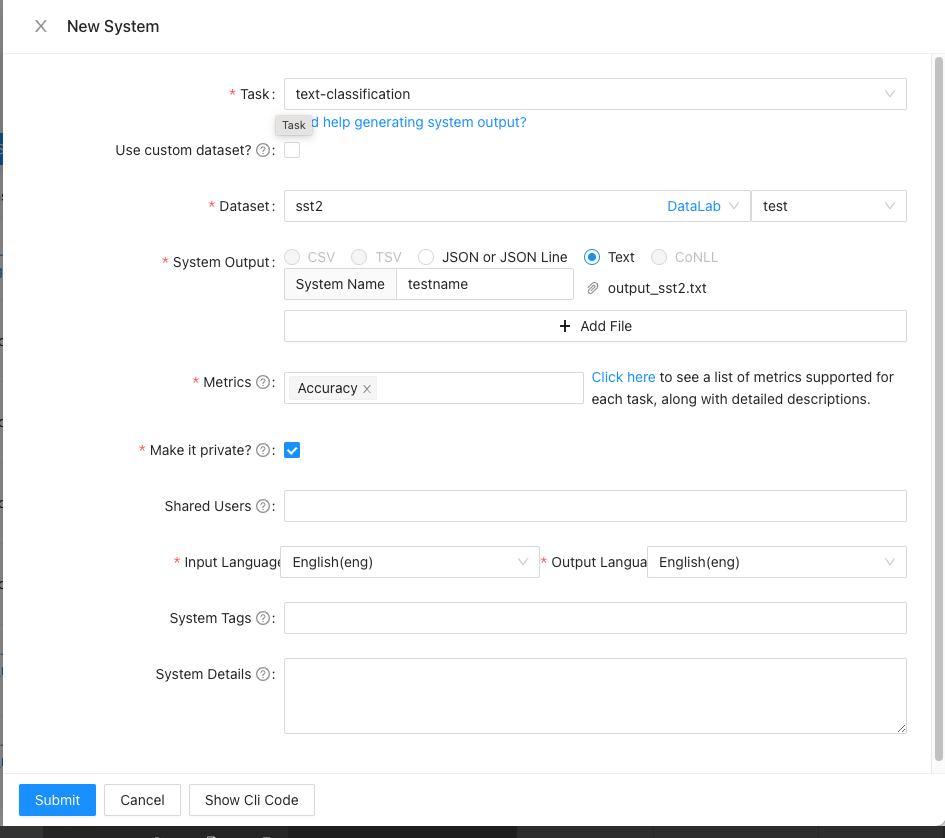 New System
* Task :
text-classification
Task
d help generating system output?
Use custom dataset? ? :
* Dataset :
sst2
DataLab
test
* System Output :
CSV
TSV
JSON or JSON Line
Text
CoNLL
System Name
testname
output_sst2.txt
+ Add File
* Metrics ? :
Accuracy ×
Click here to see a list of metrics supported for
each task, along with detailed descriptions.
* Make it private? ? :
Shared Users ? :
* Input Language
English(eng)
* Output Langua
English(eng)
System Tags ? :
System Details ? :
Submit
Cancel
Show Cli Code